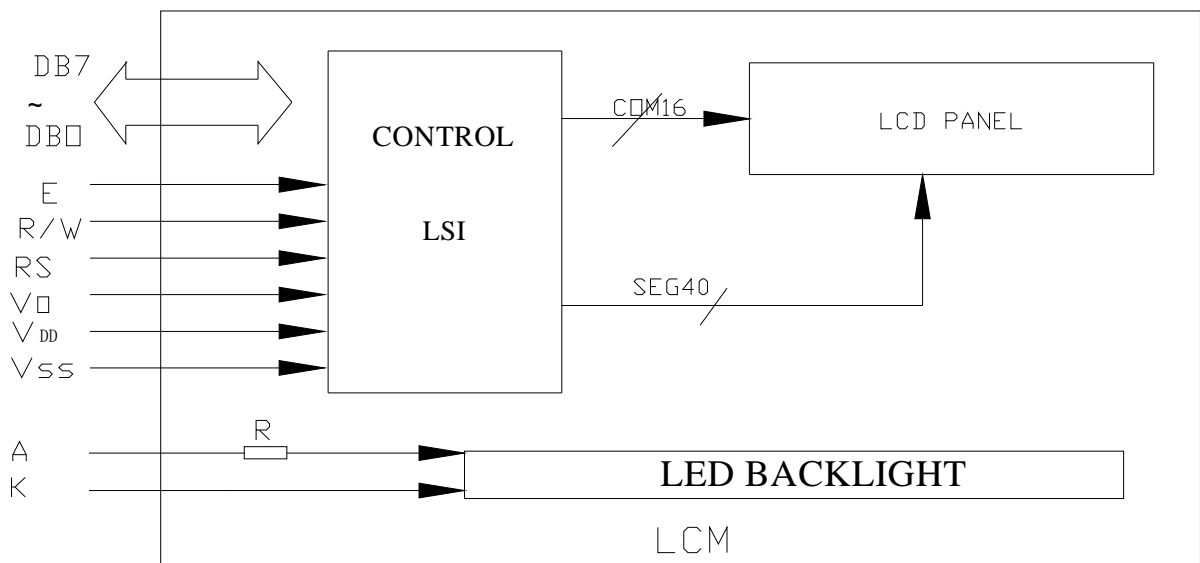 DB7
~
DB0
E
R/W
RS
V0
VDD
Vss
A
K
CONTROL
LSI
COM16
SEG40
LCD PANEL
R
LED BACKLIGHT
LCM